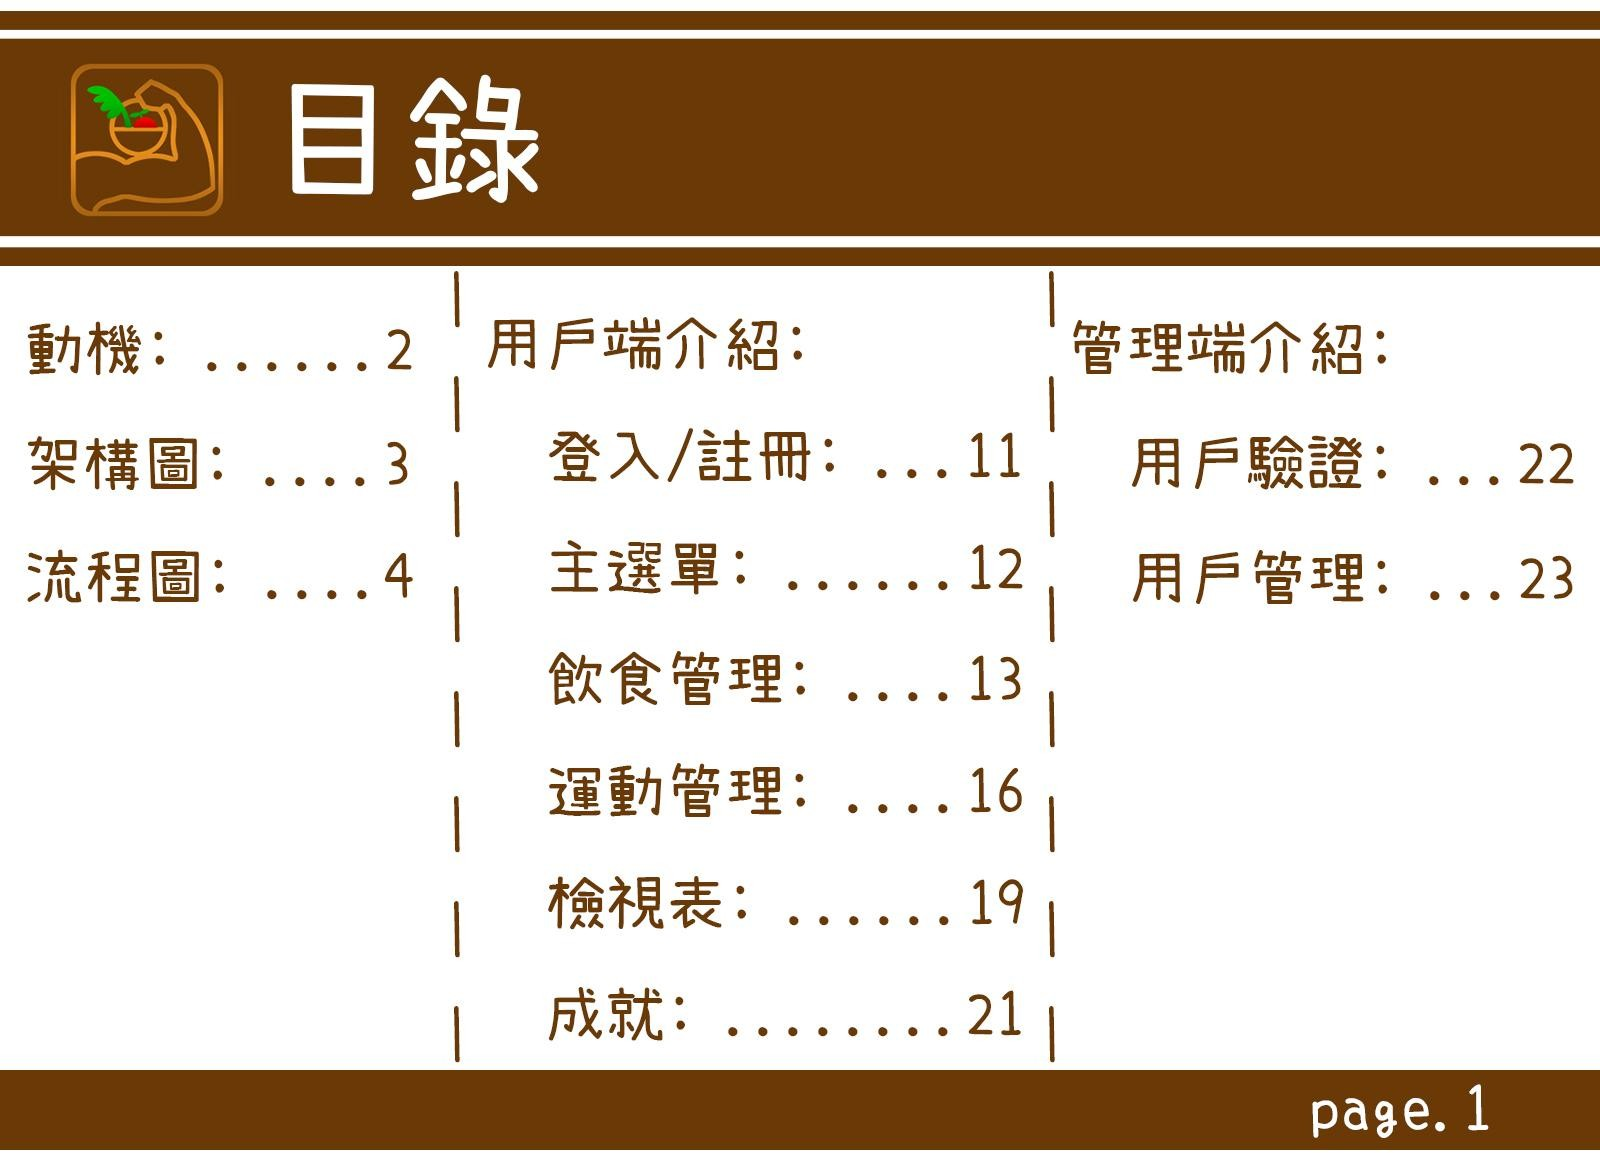 目錄
動機: ......2
架構圖: ....3
流程圖: ....4
用戶端介紹:
登入/註冊: ...11
主選單: ......12
飲食管理: ....13
運動管理: ....16
檢視表: ......19
成就: ........21
管理端介紹:
用戶驗證: ...22
用戶管理: ...23
page. 1